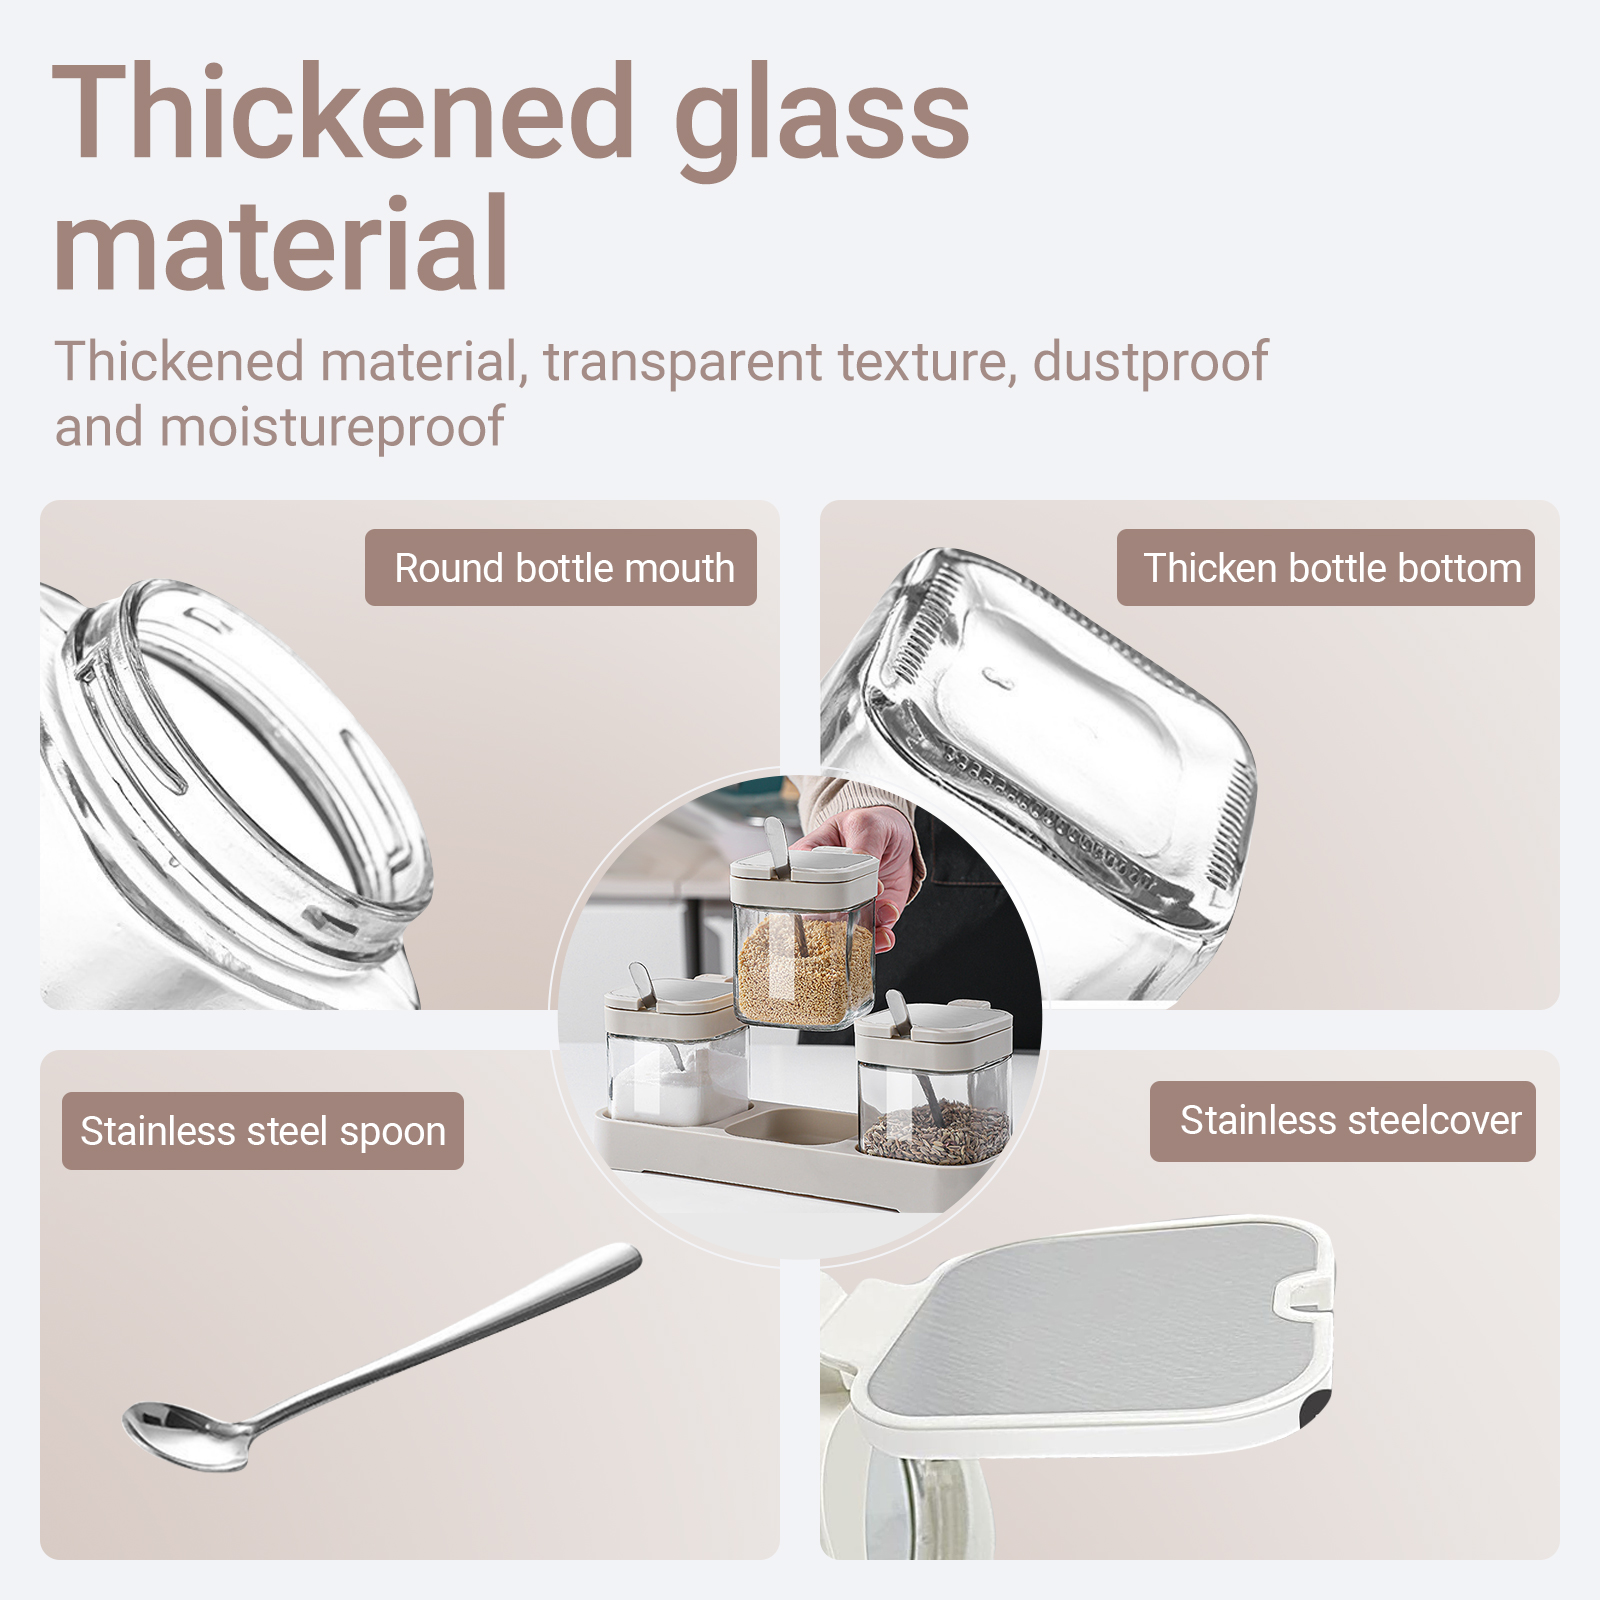 Thickened glass
material
Thickened material, transparent texture, dustproof
and moistureproof
Round bottle mouth
Thicken bottle bottom
Stainless steel spoon
Stainless steelcover